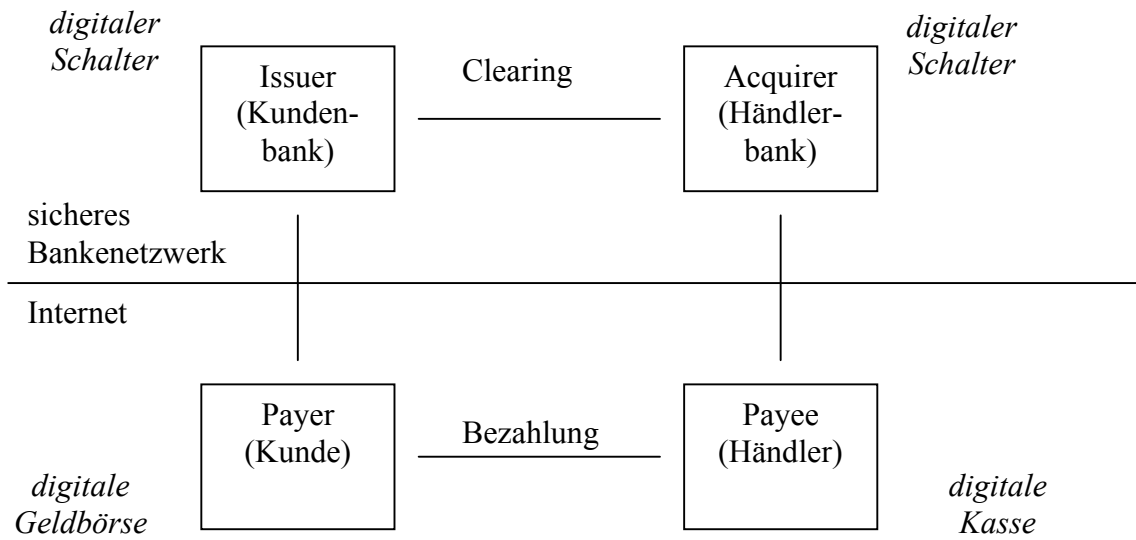 digitaler
Schalter
Issuer
(Kunden-
bank)
Clearing
Acquirer
(Händler-
bank)
digitaler
Schalter
sicheres
Bankenetzwerk
Internet
Payer
(Kunde)
Bezahlung
Payee
(Händler)
digitale
Geldbörse
digitale
Kasse